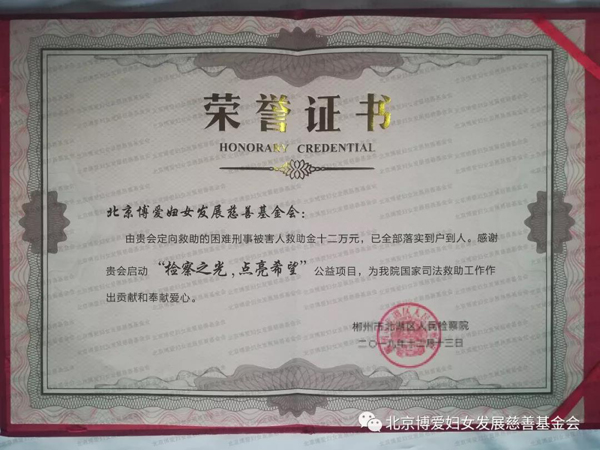 荣誉证书
HONORARY CREDENTIAL
北京博爱妇女发展慈善基金会：
由贵会定向救助的困难刑事被害人救助金十二万元，已全部落实到户到人。感谢
贵会启动“检察之光，点亮希望”公益项目，为我院国家司法救助工作作
出贡献和奉献爱心。
郴州市北湖区人民检察院
二〇一九年十二月十三日
北京博爱妇女发展慈善基金会